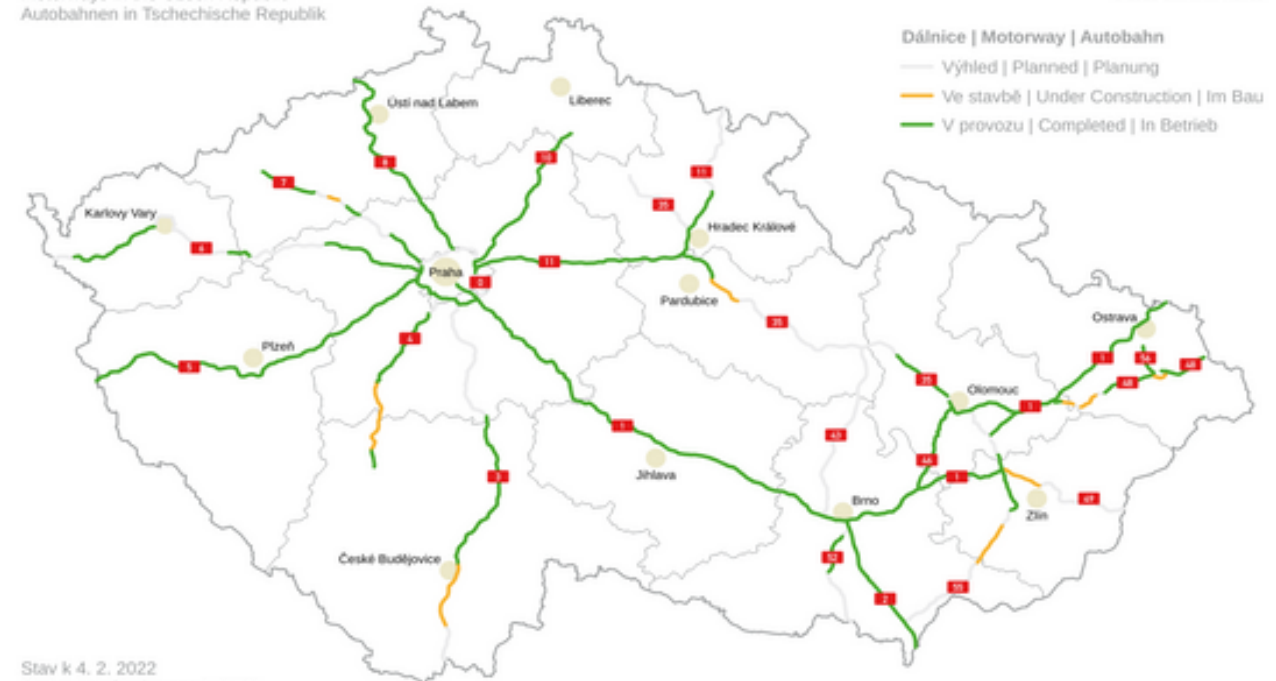 Autobahnen in Tschechische Republik
Dálnice | Motorway | Autobahn
Výhled | Planned | Planung
Ve stavbě | Under Construction | Im Bau
V provozu | Completed | In Betrieb
Ústí nad Labem
Liberec
8
10
11
7
35
Karlovy Vary
Hradec Králové
6
11
Praha
0
Pardubice
Ostrava
35
4
Plzeň
1
56
48
5
48
35
Olomouc
1
1
43
46
Jihlava
3
1
Brno
49
Zlín
České Budějovice
52
55
2
Stav k 4. 2. 2022